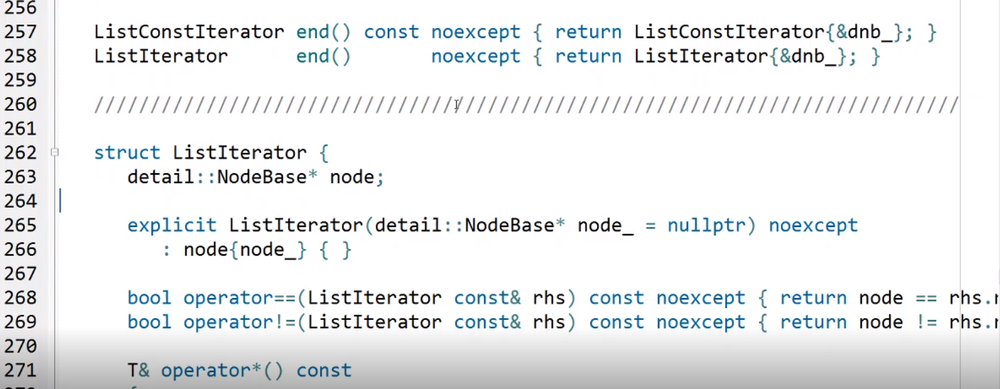 256
257 ListConstIterator end() const noexcept { return ListConstIterator{&dnb_}; }
258 ListIterator      end()       noexcept { return ListIterator{&dnb_}; }
259
260 /////////////////////////////////////////////////////////////////////////////
261
262 struct ListIterator {
263    detail::NodeBase* node;
264
265    explicit ListIterator(detail::NodeBase* node_ = nullptr) noexcept
266       : node{node_} { }
267
268    bool operator==(ListIterator const& rhs) const noexcept { return node == rhs.
269    bool operator!=(ListIterator const& rhs) const noexcept { return node != rhs.
270
271    T& operator*() const